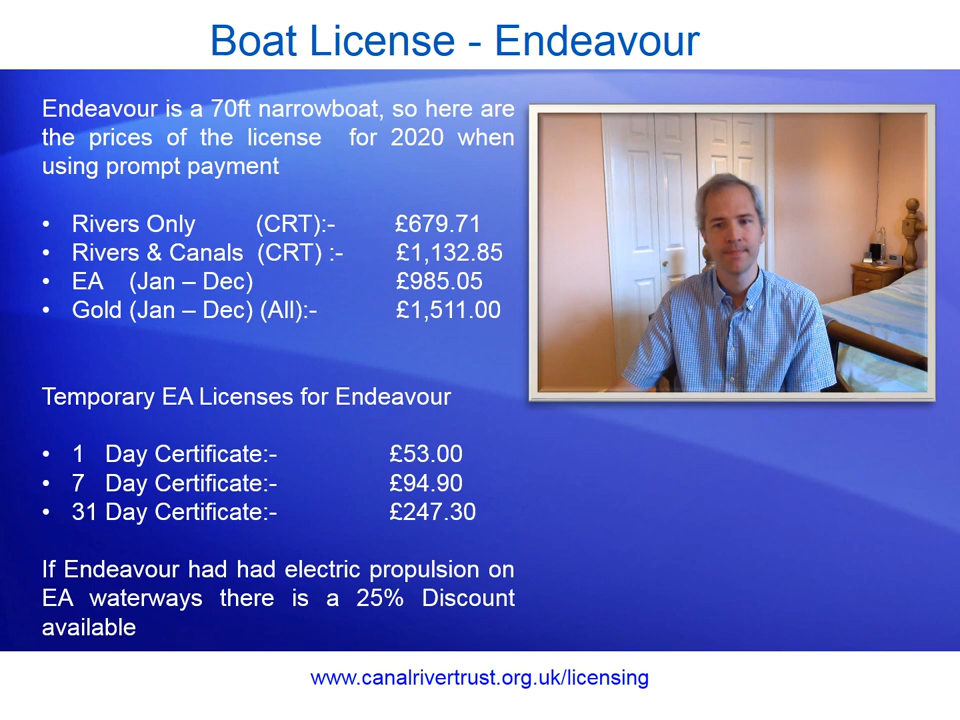 Boat License - Endeavour
Endeavour is a 70ft narrowboat, so here are
the prices of the license for 2020 when
using prompt payment
• Rivers Only (CRT):- £679.71
• Rivers & Canals (CRT) :- £1,132.85
• EA (Jan – Dec) £985.05
• Gold (Jan – Dec) (All):- £1,511.00
Temporary EA Licenses for Endeavour
• 1 Day Certificate:- £53.00
• 7 Day Certificate:- £94.90
• 31 Day Certificate:- £247.30
If Endeavour had had electric propulsion on
EA waterways there is a 25% Discount
available
www.canalrivertrust.org.uk/licensing